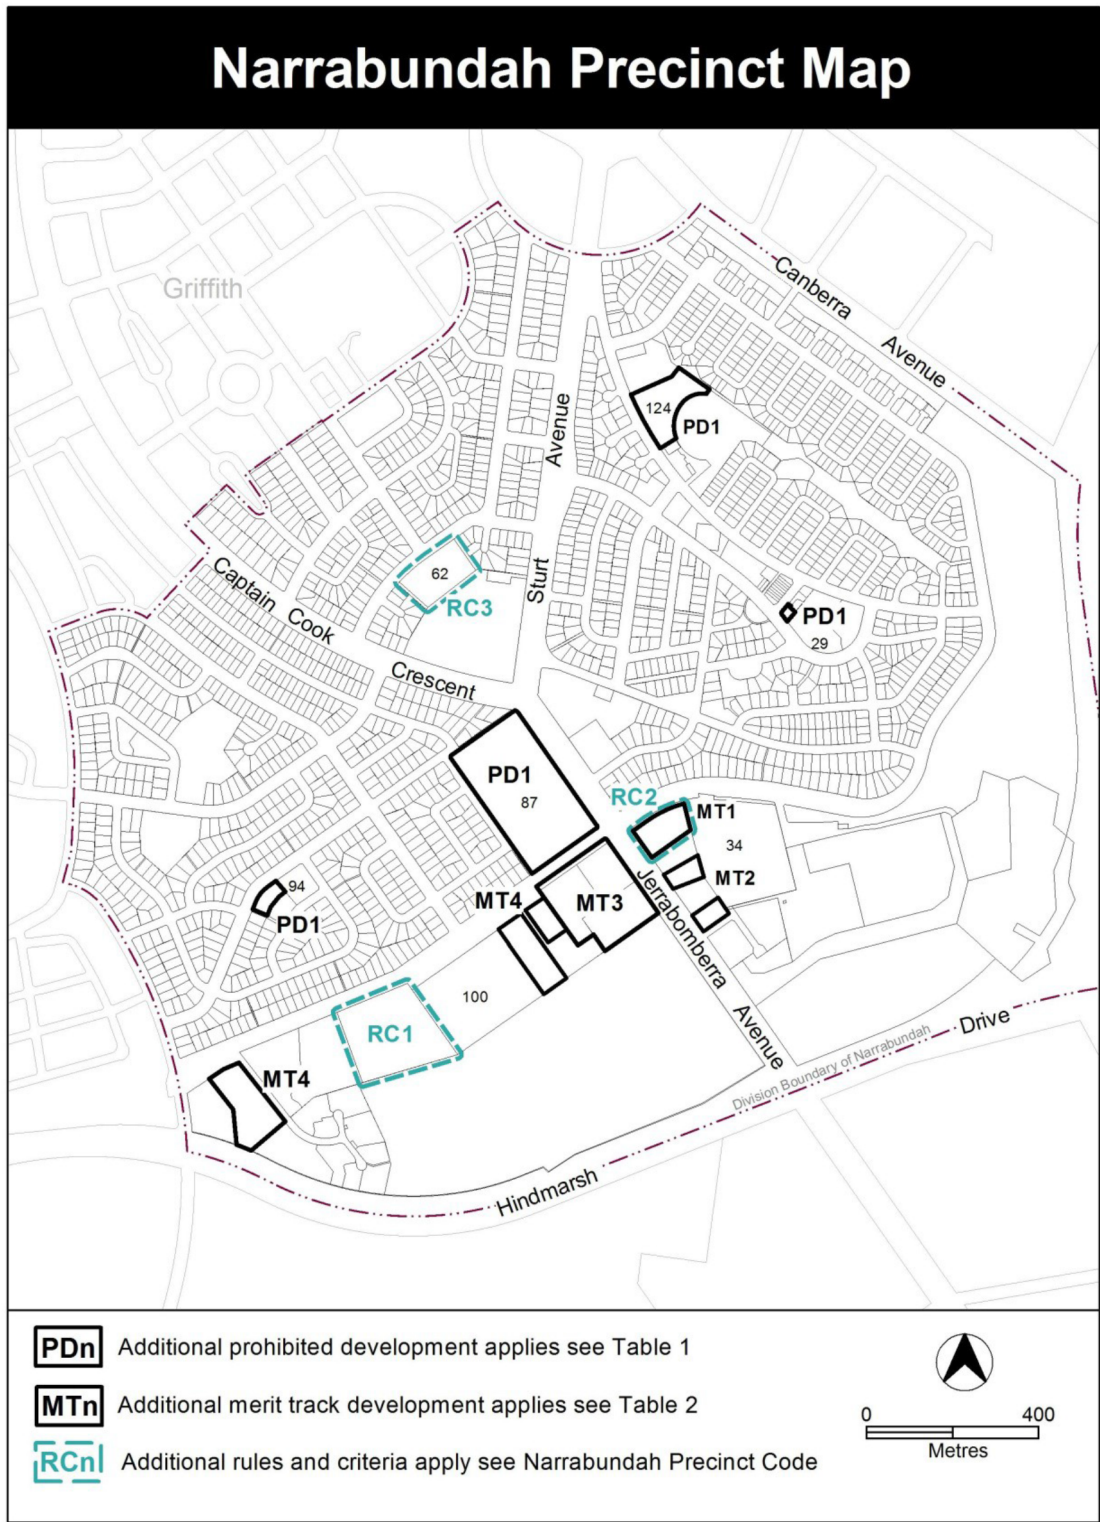 Narrabundah Precinct Map
Griffith
Canberra
Avenue
124
PD1
Avenue
62
RC3
Sturt
Captain Cook
Crescent
PD1
29
PD1
87
RC2
MT1
34
MT2
MT4
MT3
94
PD1
Jerrabomberra
Avenue
100
RC1
MT4
Drive
Division Boundary of Narrabundah
Hindmarsh
PDn Additional prohibited development applies see Table 1
MTn Additional merit track development applies see Table 2
RCn Additional rules and criteria apply see Narrabundah Precinct Code
0 400
Metres